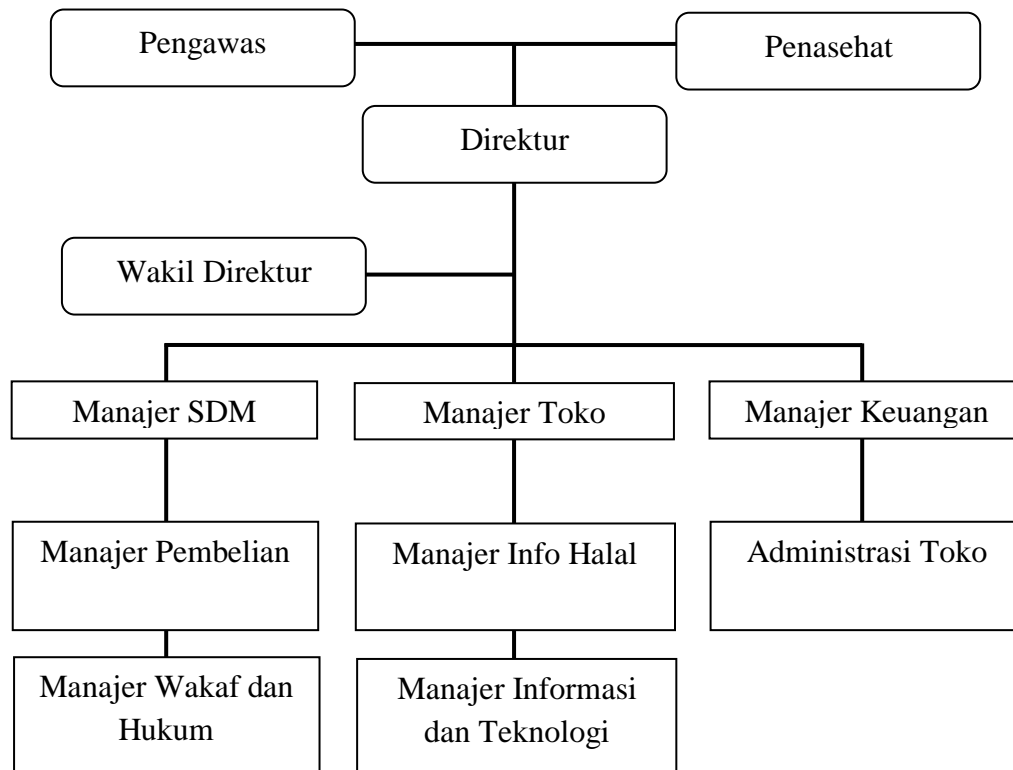 Pengawas
Penasehat
Direktur
Wakil Direktur
Manajer SDM
Manajer Toko
Manajer Keuangan
Manajer Pembelian
Manajer Info Halal
Administrasi Toko
Manajer Wakaf dan
Hukum
Manajer Informasi
dan Teknologi